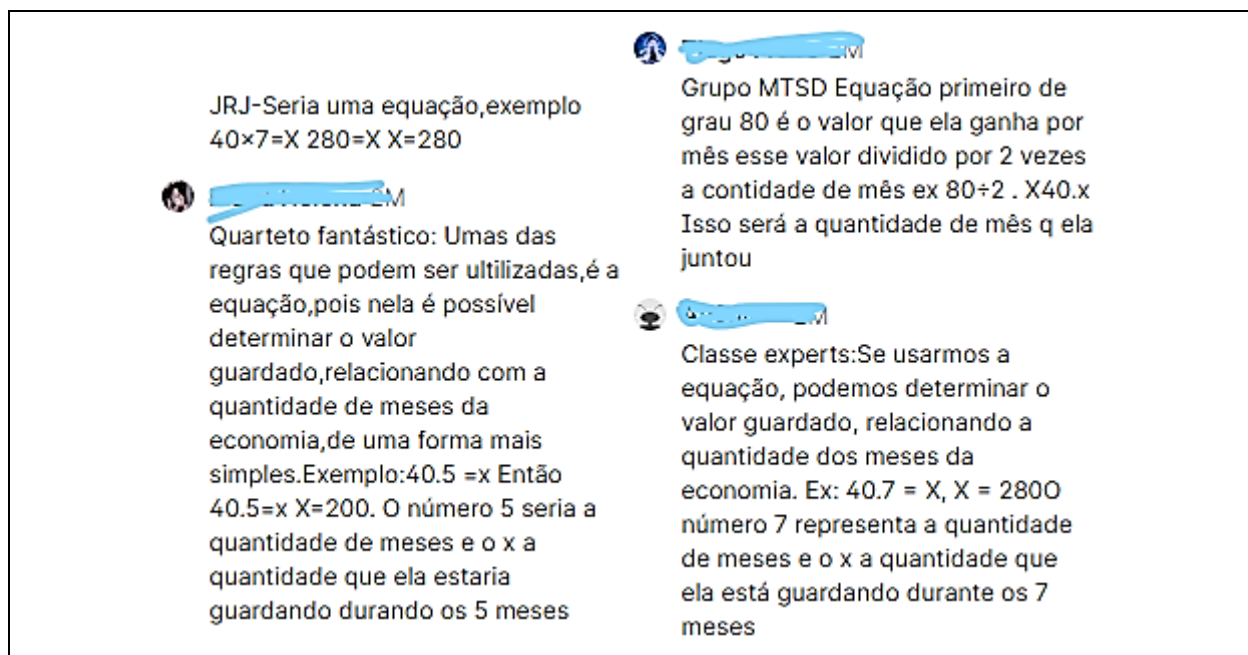 JRJ-Seria uma equação,exemplo
40×7=X 280=X X=280
2M
Quarteto fantástico: Umas das
regras que podem ser ultilizadas,é a
equação,pois nela é possível
determinar o valor
guardado,relacionando com a
quantidade de meses da
economia,de uma forma mais
simples.Exemplo:40.5 =x Então
40.5=x X=200. O número 5 seria a
quantidade de meses e o x a
quantidade que ela estaria
guardando durando os 5 meses
Grupo MTSD Equação primeiro de
grau 80 é o valor que ela ganha por
mês esse valor dividido por 2 vezes
a contidade de mês ex 80÷2 . X40.x
Isso será a quantidade de mês q ela
juntou
Classe experts:Se usarmos a
equação, podemos determinar o
valor guardado, relacionando a
quantidade dos meses da
economia. Ex: 40.7 = X, X = 280O
número 7 representa a quantidade
de meses e o x a quantidade que
ela está guardando durante os 7
meses